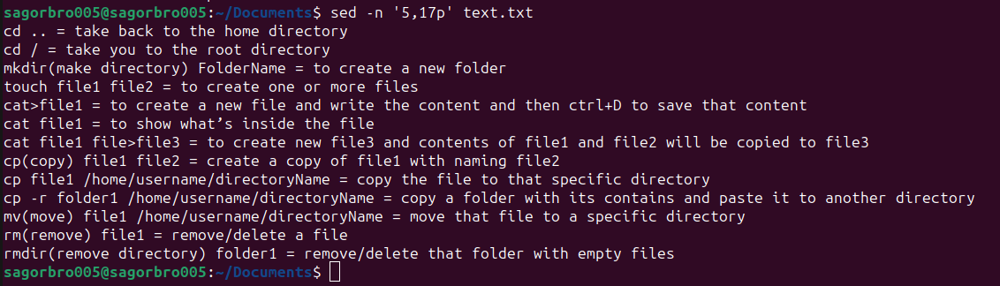 sagorbro005@sagorbro005:~/Documents$ sed -n '5,17p' text.txt
cd .. = take back to the home directory
cd / = take you to the root directory
mkdir(make directory) FolderName = to create a new folder
touch file1 file2 = to create one or more files
cat>file1 = to create a new file and write the content and then ctrl+D to save that content
cat file1 = to show what’s inside the file
cat file1 file>file3 = to create new file3 and contents of file1 and file2 will be copied to file3
cp(copy) file1 file2 = create a copy of file1 with naming file2
cp file1 /home/username/directoryName = copy the file to that specific directory
cp -r folder1 /home/username/directoryName = copy a folder with its contains and paste it to another directory
mv(move) file1 /home/username/directoryName = move that file to a specific directory
rm(remove) file1 = remove/delete a file
rmdir(remove directory) folder1 = remove/delete that folder with empty files
sagorbro005@sagorbro005:~/Documents$